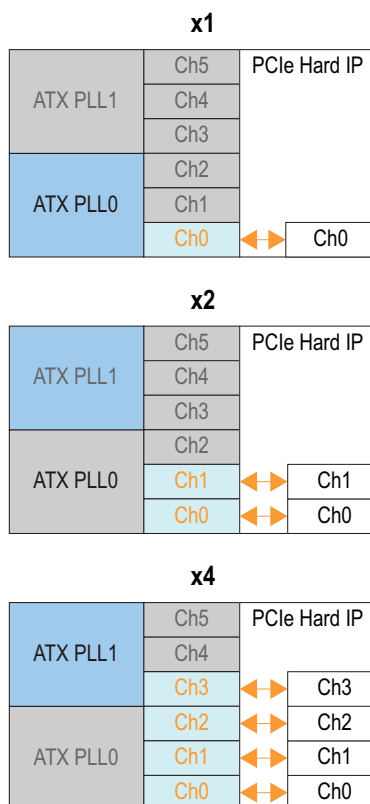 x1
Ch5 PCIe Hard IP
ATX PLL1 Ch4
Ch3
Ch2
ATX PLL0 Ch1
Ch0 Ch0
x2
Ch5 PCIe Hard IP
ATX PLL1 Ch4
Ch3
Ch2
ATX PLL0 Ch1 Ch1
Ch0 Ch0
x4
Ch5 PCIe Hard IP
ATX PLL1 Ch4
Ch3 Ch3
Ch2 Ch2
ATX PLL0 Ch1 Ch1
Ch0 Ch0